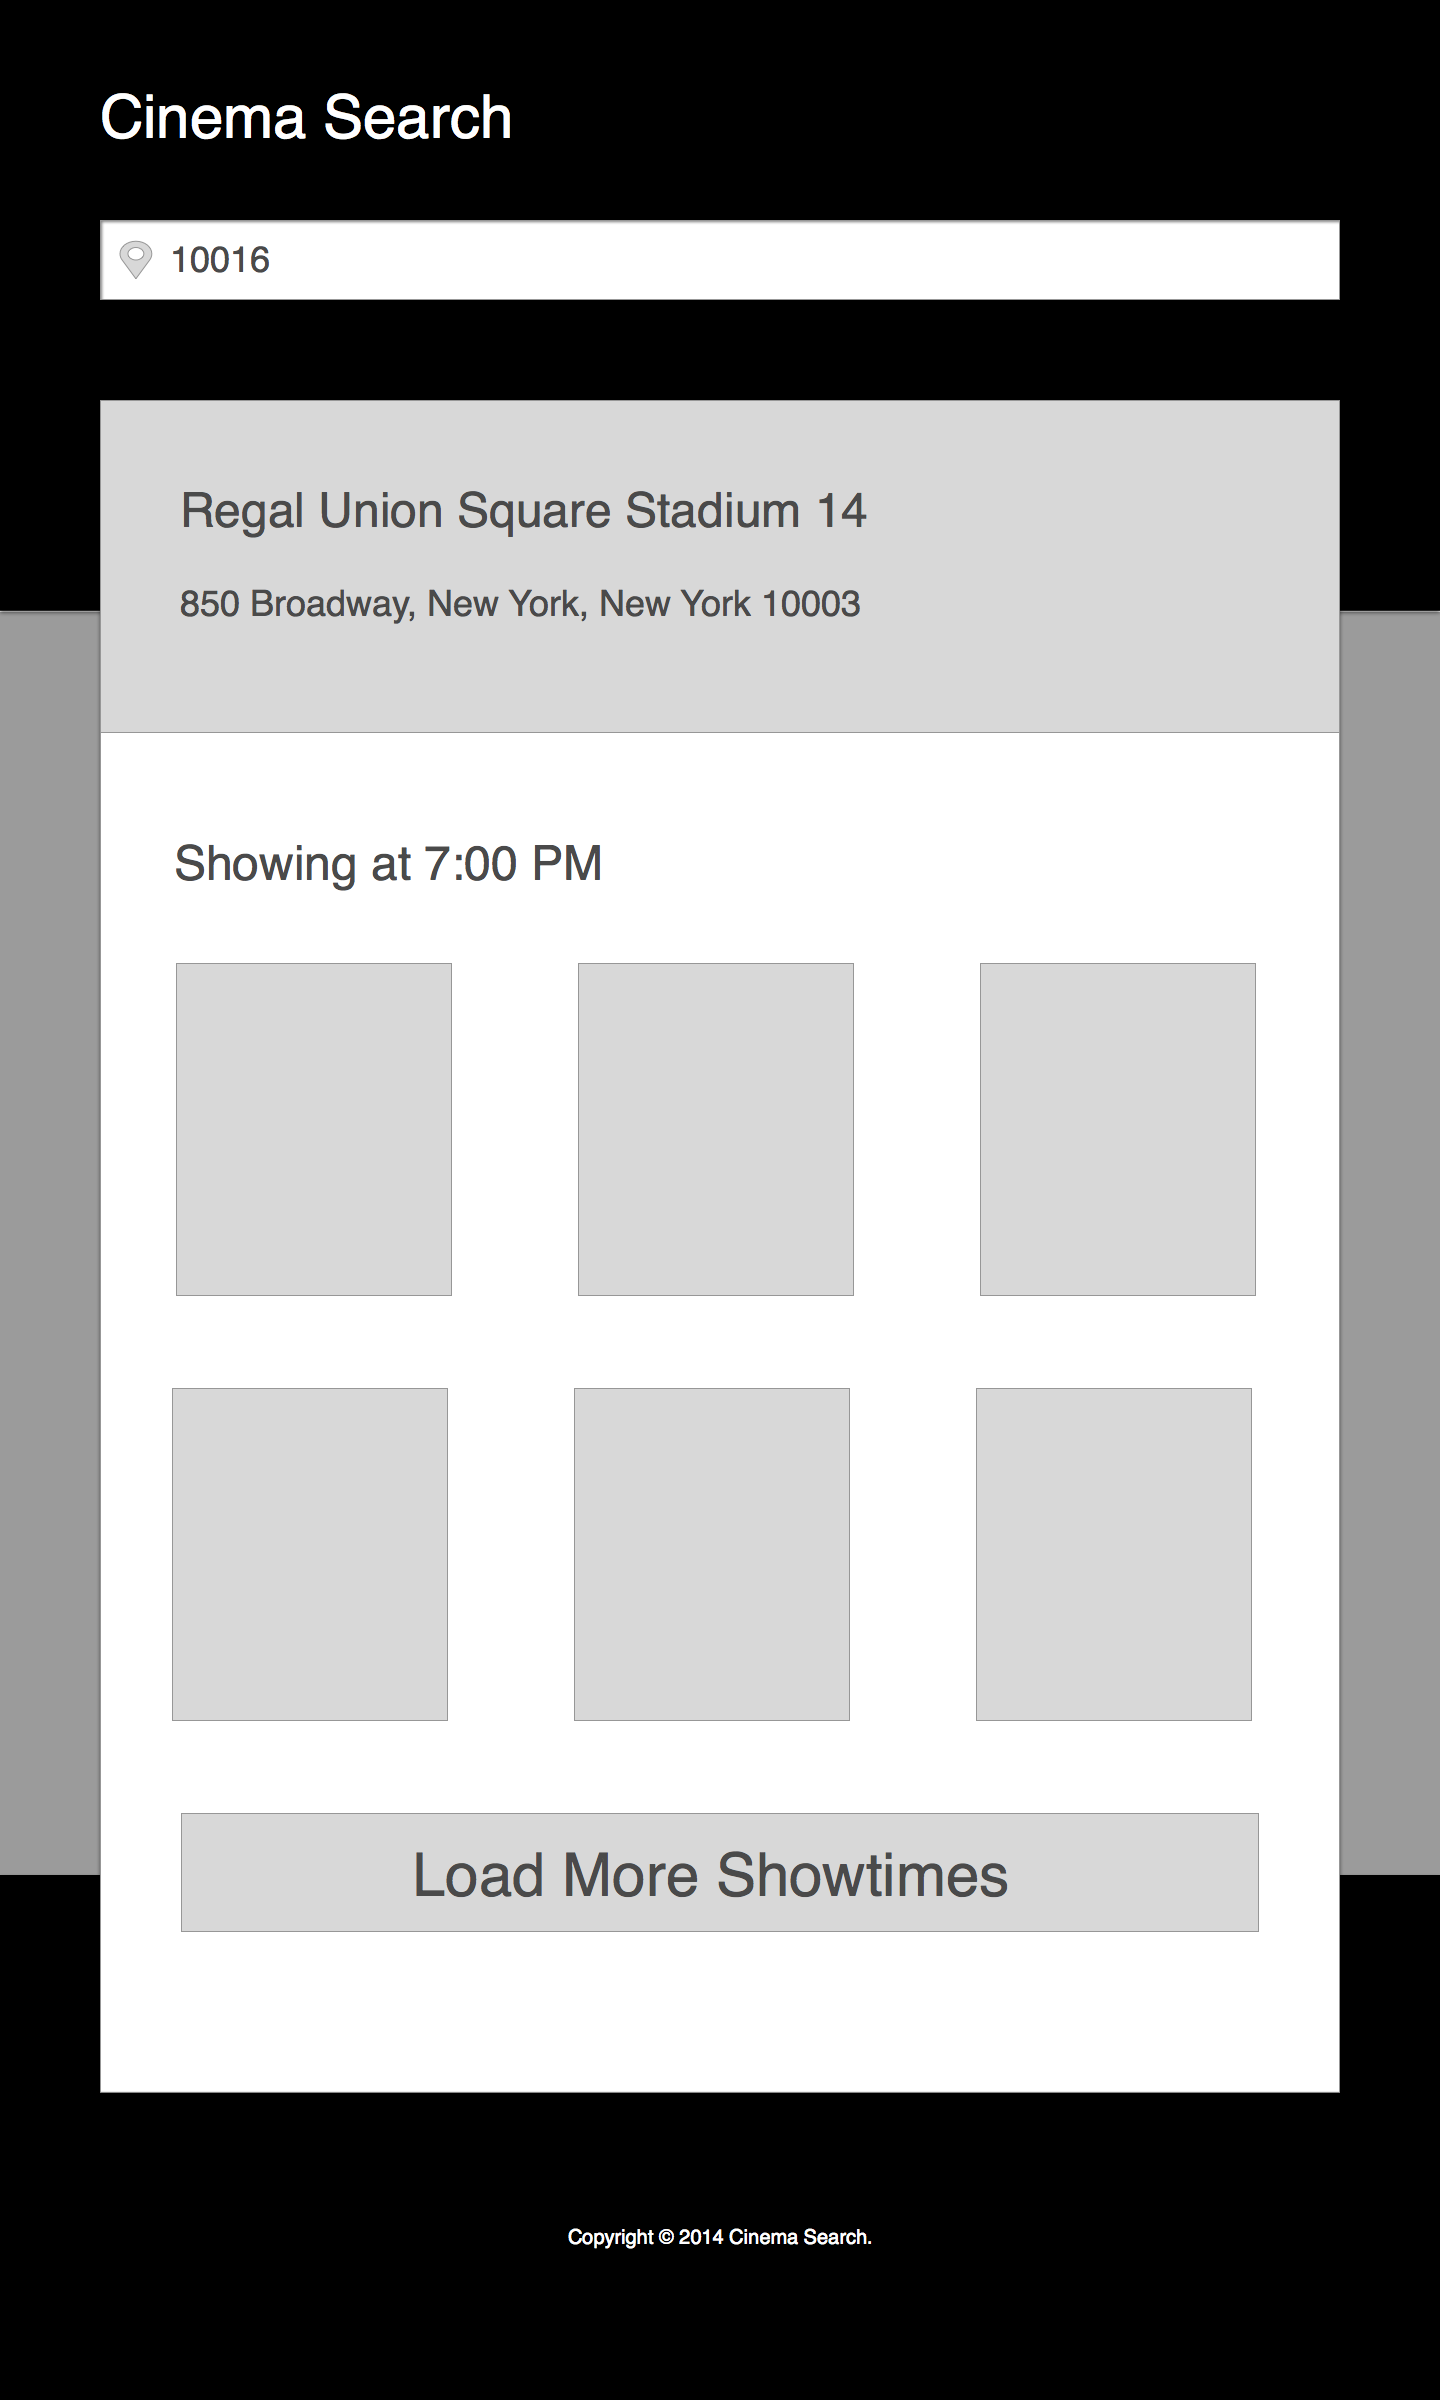 Cinema Search
10016
Regal Union Square Stadium 14
850 Broadway, New York, New York 10003
Showing at 7:00 PM
Load More Showtimes
Copyright © 2014 Cinema Search.